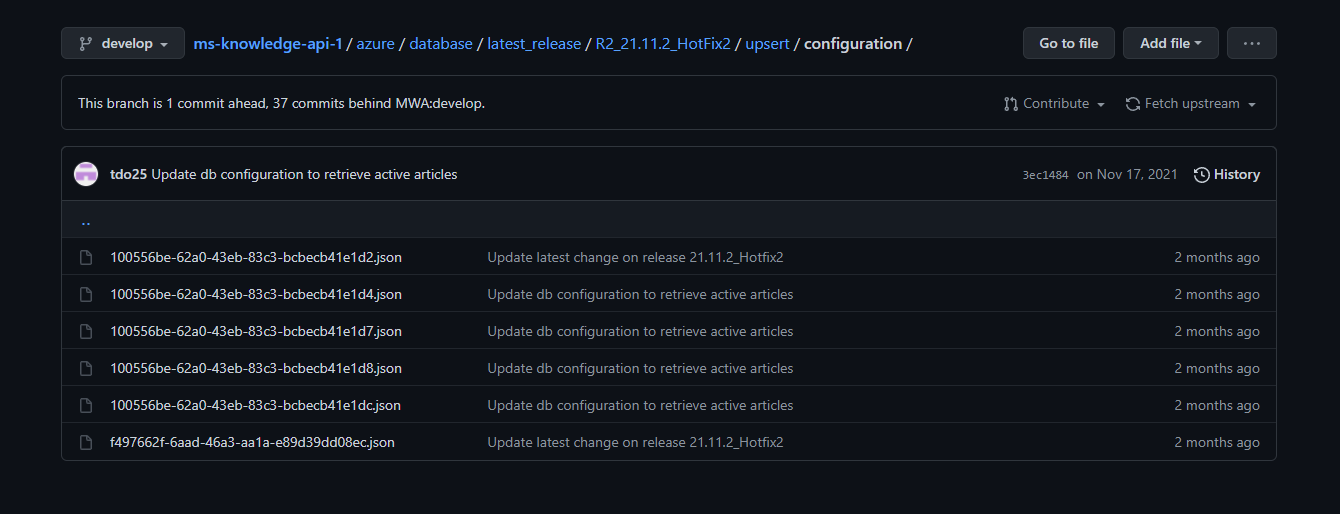 develop ms-knowledge-api-1 / azure / database / latest_release / R2_21.11.2_HotFix2 / upsert / configuration / Go to file Add file ...
This branch is 1 commit ahead, 37 commits behind MWA:develop. Contribute Fetch upstream
tdo25 Update db configuration to retrieve active articles 3ec1484 on Nov 17, 2021 History
..
100556be-62a0-43eb-83c3-bcbecb41e1d2.json Update latest change on release 21.11.2_Hotfix2 2 months ago
100556be-62a0-43eb-83c3-bcbecb41e1d4.json Update db configuration to retrieve active articles 2 months ago
100556be-62a0-43eb-83c3-bcbecb41e1d7.json Update db configuration to retrieve active articles 2 months ago
100556be-62a0-43eb-83c3-bcbecb41e1d8.json Update db configuration to retrieve active articles 2 months ago
100556be-62a0-43eb-83c3-bcbecb41e1dc.json Update db configuration to retrieve active articles 2 months ago
f497662f-6aad-46a3-aa1a-e89d39dd08ec.json Update latest change on release 21.11.2_Hotfix2 2 months ago